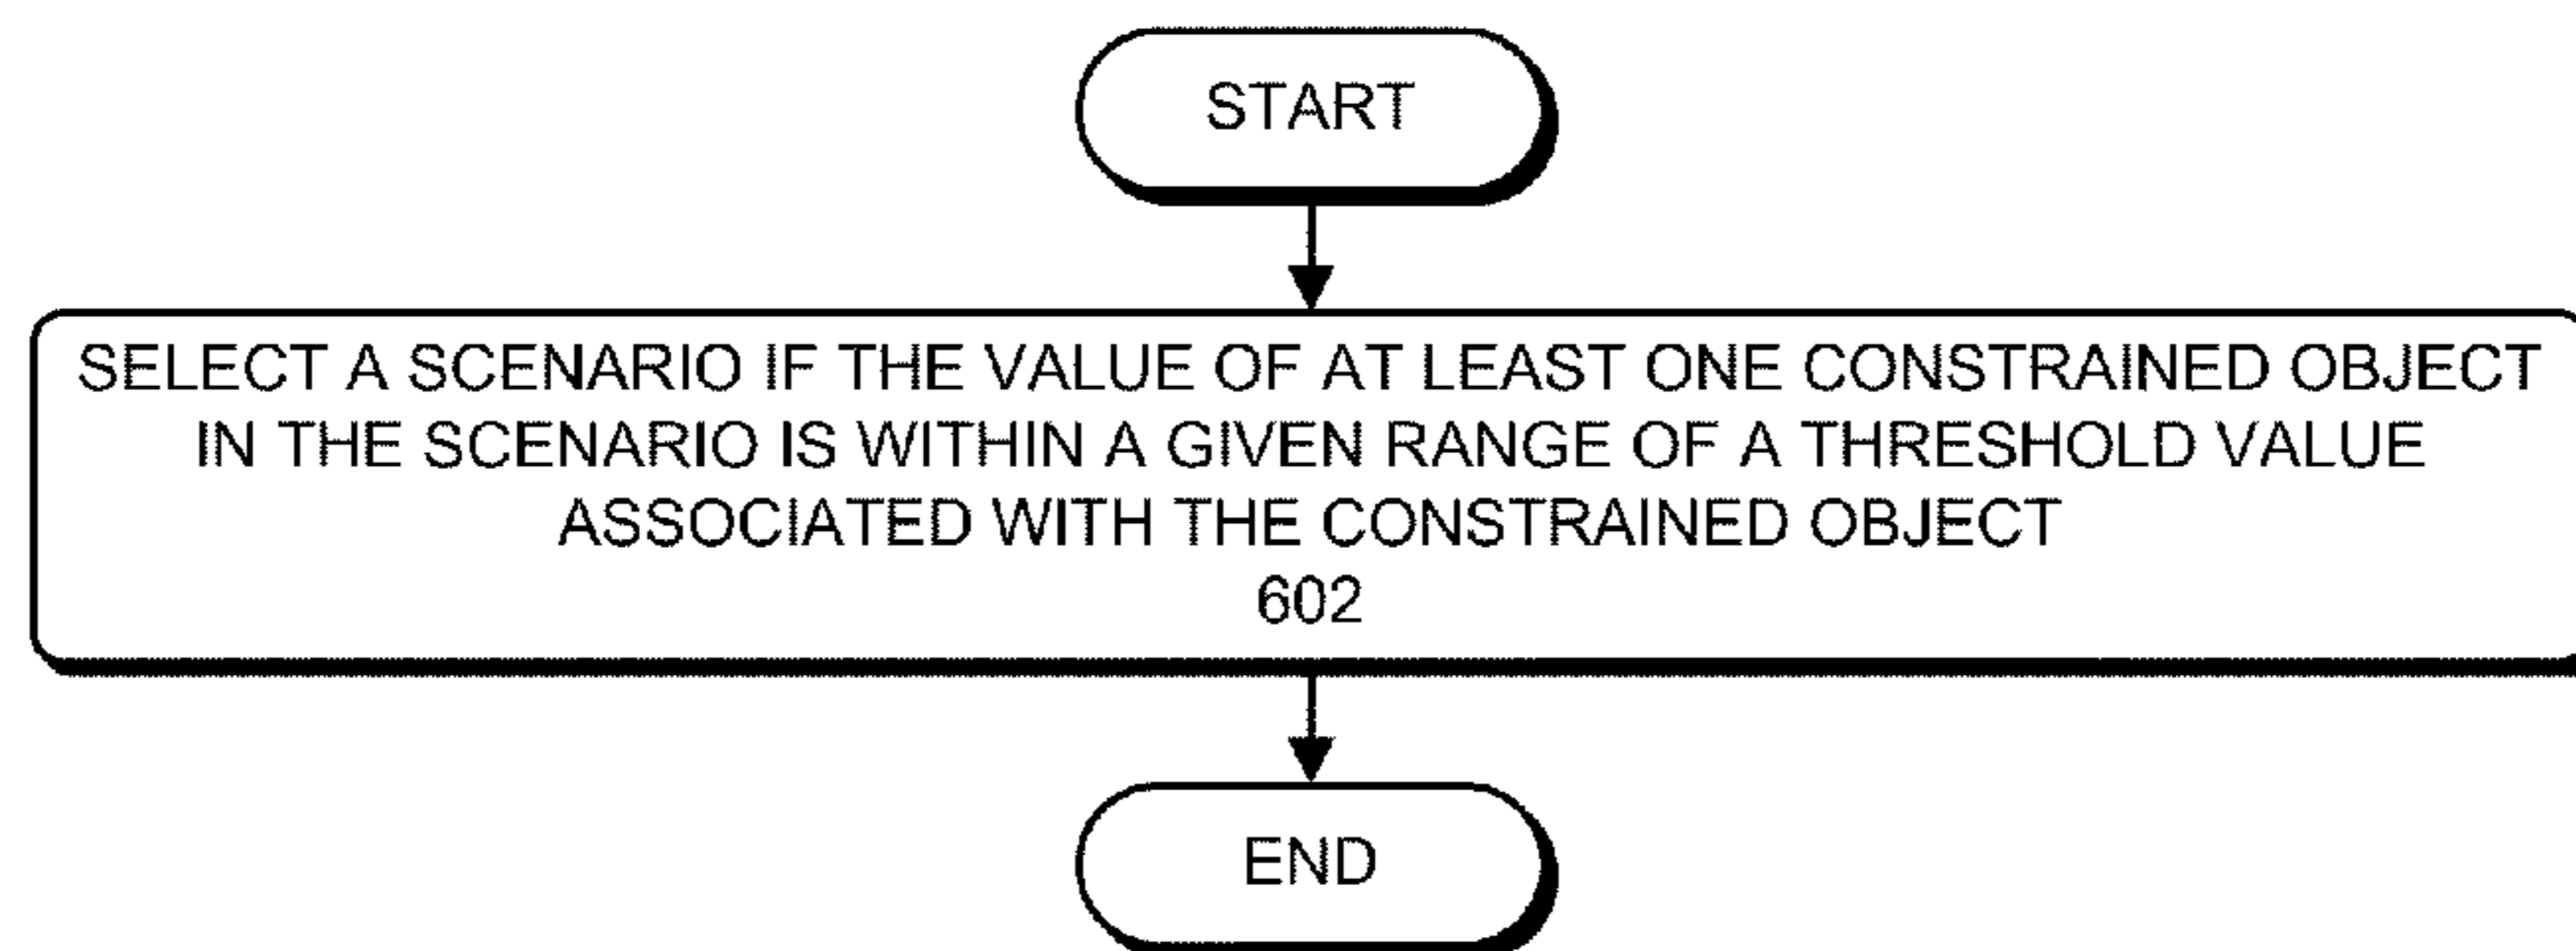 START
SELECT A SCENARIO IF THE VALUE OF AT LEAST ONE CONSTRAINED OBJECT
IN THE SCENARIO IS WITHIN A GIVEN RANGE OF A THRESHOLD VALUE
ASSOCIATED WITH THE CONSTRAINED OBJECT
602
END